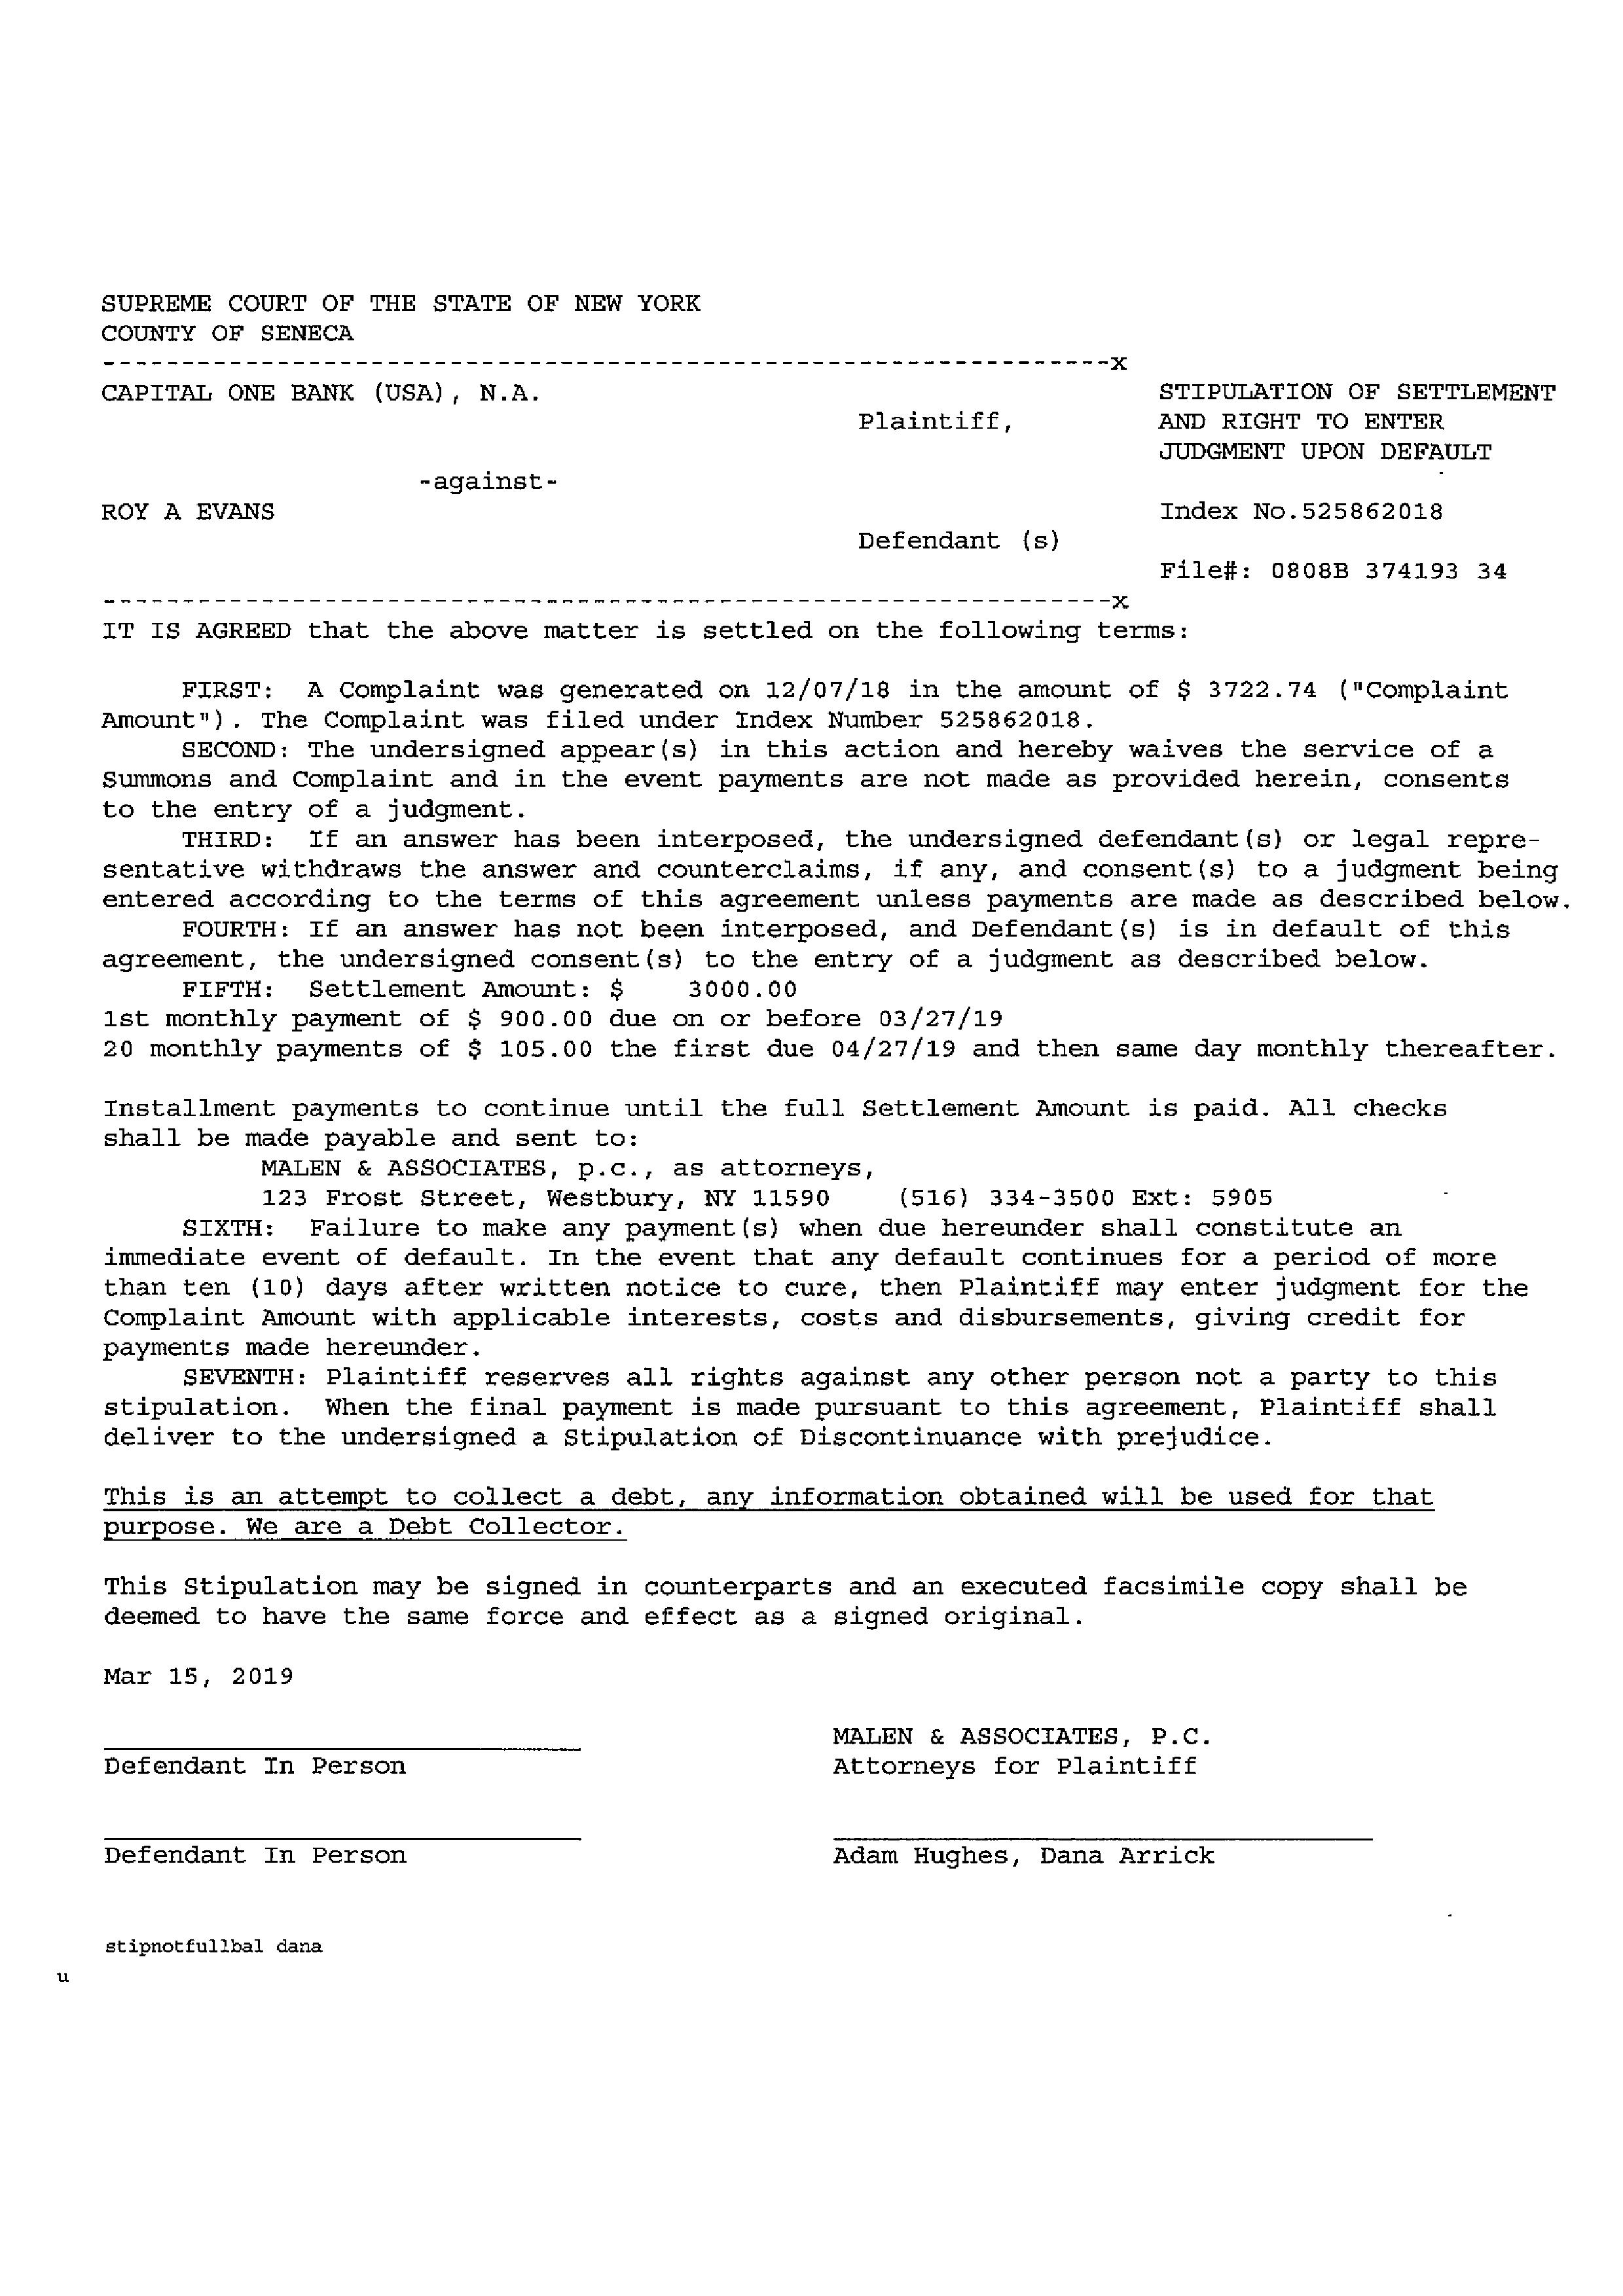 SUPREME COURT OF THE STATE OF NEW YORK
COUNTY OF SENECA
----------------------------------------------------------------x
CAPITAL ONE BANK (USA), N.A. STIPULATION OF SETTLEMENT
Plaintiff, AND RIGHT TO ENTER
JUDGMENT UPON DEFAULT
-against-
ROY A EVANS Index No.525862018
Defendant (s)
File#: 0808B 374193 34
----------------------------------------------------------------x
IT IS AGREED that the above matter is settled on the following terms:
FIRST: A Complaint was generated on 12/07/18 in the amount of $ 3722.74 ("Complaint
Amount"). The Complaint was filed under Index Number 525862018.
SECOND: The undersigned appear(s) in this action and hereby waives the service of a
Summons and Complaint and in the event payments are not made as provided herein, consents
to the entry of a judgment.
THIRD: If an answer has been interposed, the undersigned defendant(s) or legal repre-
sentative withdraws the answer and counterclaims, if any, and consent(s) to a judgment being
entered according to the terms of this agreement unless payments are made as described below.
FOURTH: If an answer has not been interposed, and Defendant(s) is in default of this
agreement, the undersigned consent(s) to the entry of a judgment as described below.
FIFTH: Settlement Amount: $ 3000.00
1st monthly payment of $ 900.00 due on or before 03/27/19
20 monthly payments of $ 105.00 the first due 04/27/19 and then same day monthly thereafter.
Installment payments to continue until the full Settlement Amount is paid. All checks
shall be made payable and sent to:
MALEN & ASSOCIATES, p.c., as attorneys,
123 Frost Street, Westbury, NY 11590 (516) 334-3500 Ext: 5905
SIXTH: Failure to make any payment(s) when due hereunder shall constitute an
immediate event of default. In the event that any default continues for a period of more
than ten (10) days after written notice to cure, then Plaintiff may enter judgment for the
Complaint Amount with applicable interests, costs and disbursements, giving credit for
payments made hereunder.
SEVENTH: Plaintiff reserves all rights against any other person not a party to this
stipulation. When the final payment is made pursuant to this agreement, Plaintiff shall
deliver to the undersigned a Stipulation of Discontinuance with prejudice.
This is an attempt to collect a debt, any information obtained will be used for that
purpose. We are a Debt Collector.
This Stipulation may be signed in counterparts and an executed facsimile copy shall be
deemed to have the same force and effect as a signed original.
Mar 15, 2019
MALEN & ASSOCIATES, P.C.
Defendant In Person Attorneys for Plaintiff
Defendant In Person Adam Hughes, Dana Arrick
stipnotfullbal dana
u